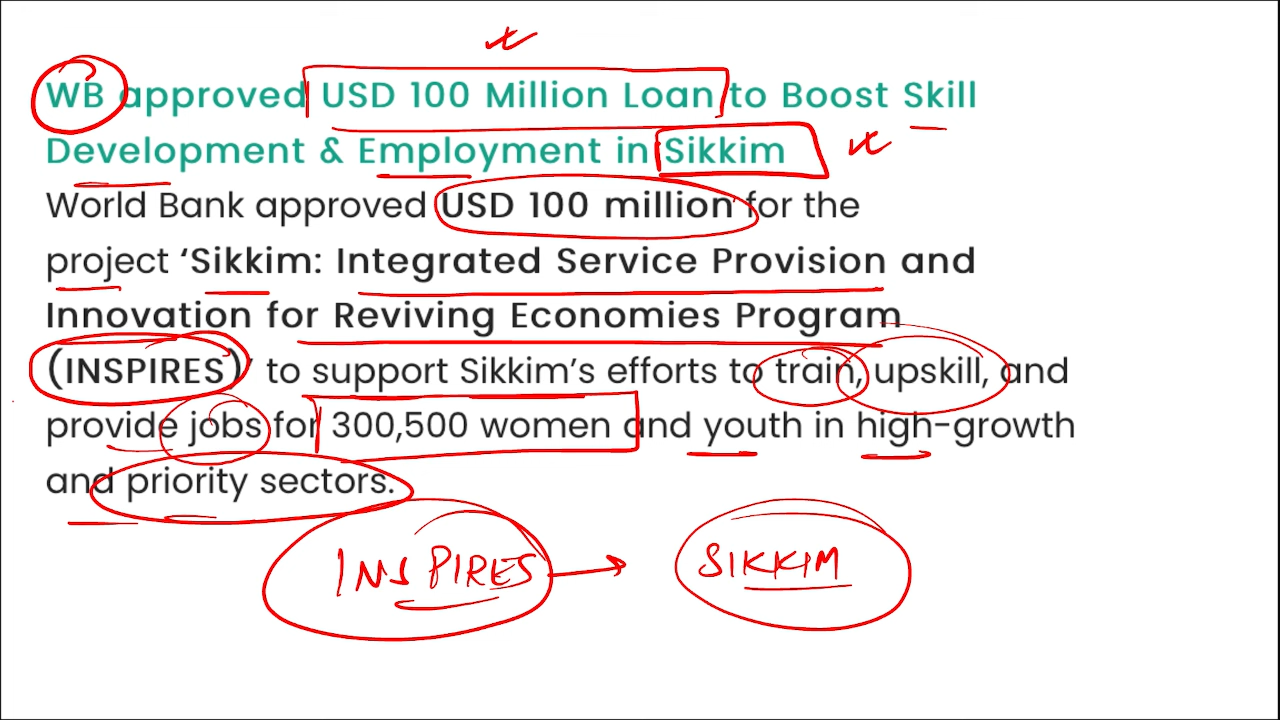 WB approved USD 100 Million Loan to Boost Skill
Development & Employment in Sikkim
World Bank approved USD 100 million for the
project ‘Sikkim: Integrated Service Provision and
Innovation for Reviving Economies Program
(INSPIRES)’ to support Sikkim’s efforts to train, upskill, and
provide jobs for 300,500 women and youth in high-growth
and priority sectors.
INSPIRES → SIKKIM